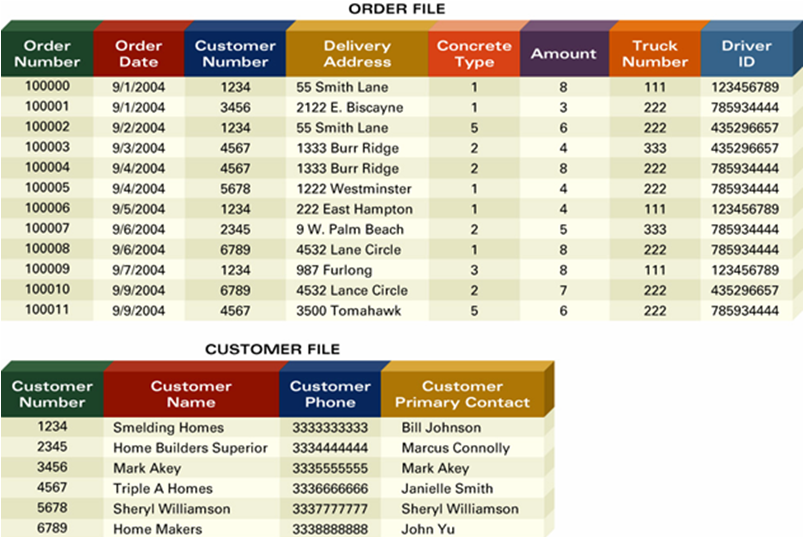 ORDER FILE
Order Number Order Date Customer Number Delivery Address Concrete Type Amount Truck Number Driver ID
100000 9/1/2004 1234 55 Smith Lane 1 8 111 123456789
100001 9/1/2004 3456 2122 E. Biscayne 1 3 222 785934444
100002 9/2/2004 1234 55 Smith Lane 5 6 222 435296657
100003 9/3/2004 4567 1333 Burr Ridge 2 4 333 435296657
100004 9/4/2004 4567 1333 Burr Ridge 2 8 222 785934444
100005 9/4/2004 5678 1222 Westminster 1 4 222 785934444
100006 9/5/2004 1234 222 East Hampton 1 4 111 123456789
100007 9/6/2004 2345 9 W. Palm Beach 2 5 333 785934444
100008 9/6/2004 6789 4532 Lane Circle 1 8 222 785934444
100009 9/7/2004 1234 987 Furlong 3 8 111 123456789
100010 9/9/2004 6789 4532 Lance Circle 2 7 222 435296657
100011 9/9/2004 4567 3500 Tomahawk 5 6 222 785934444
CUSTOMER FILE
Customer Number Customer Name Customer Phone Customer Primary Contact
1234 Smelding Homes 3333333333 Bill Johnson
2345 Home Builders Superior 3334444444 Marcus Connolly
3456 Mark Akey 3335555555 Mark Akey
4567 Triple A Homes 3336666666 Janielle Smith
5678 Sheryl Williamson 3337777777 Sheryl Williamson
6789 Home Makers 3338888888 John Yu